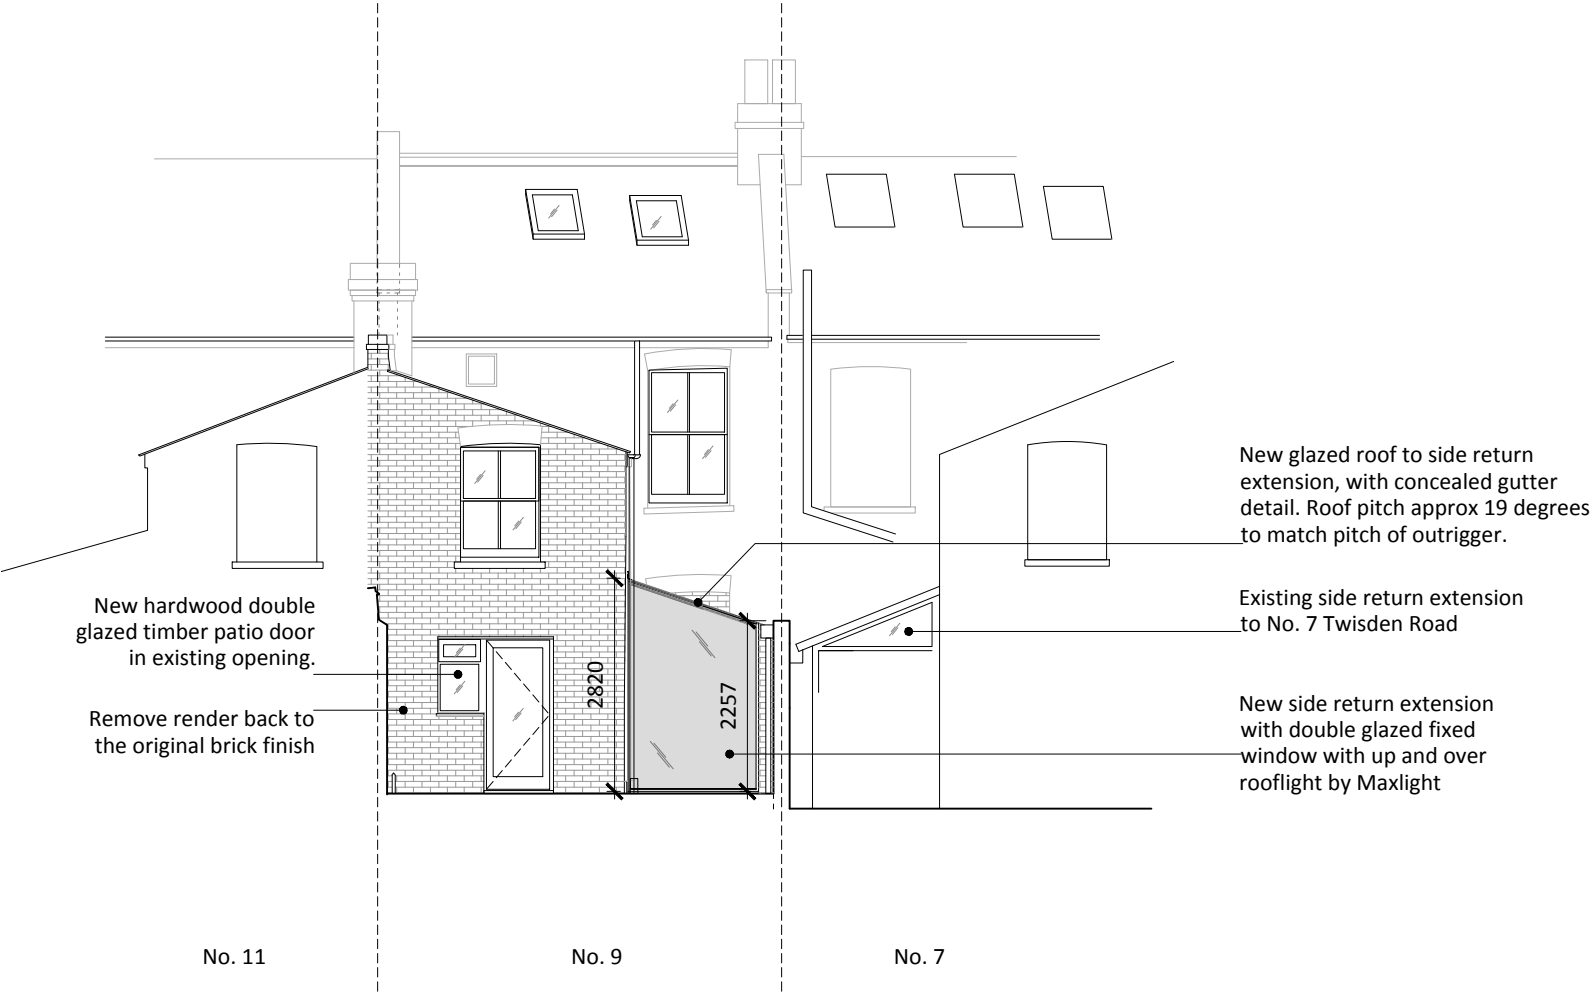 New glazed roof to side return
extension, with concealed gutter
detail. Roof pitch approx 19 degrees
to match pitch of outrigger.
New hardwood double
glazed timber patio door
in existing opening.
Existing side return extension
to No. 7 Twisden Road
Remove render back to
the original brick finish
2820
2257
New side return extension
with double glazed fixed
window with up and over
rooflight by Maxlight
No. 11
No. 9
No. 7